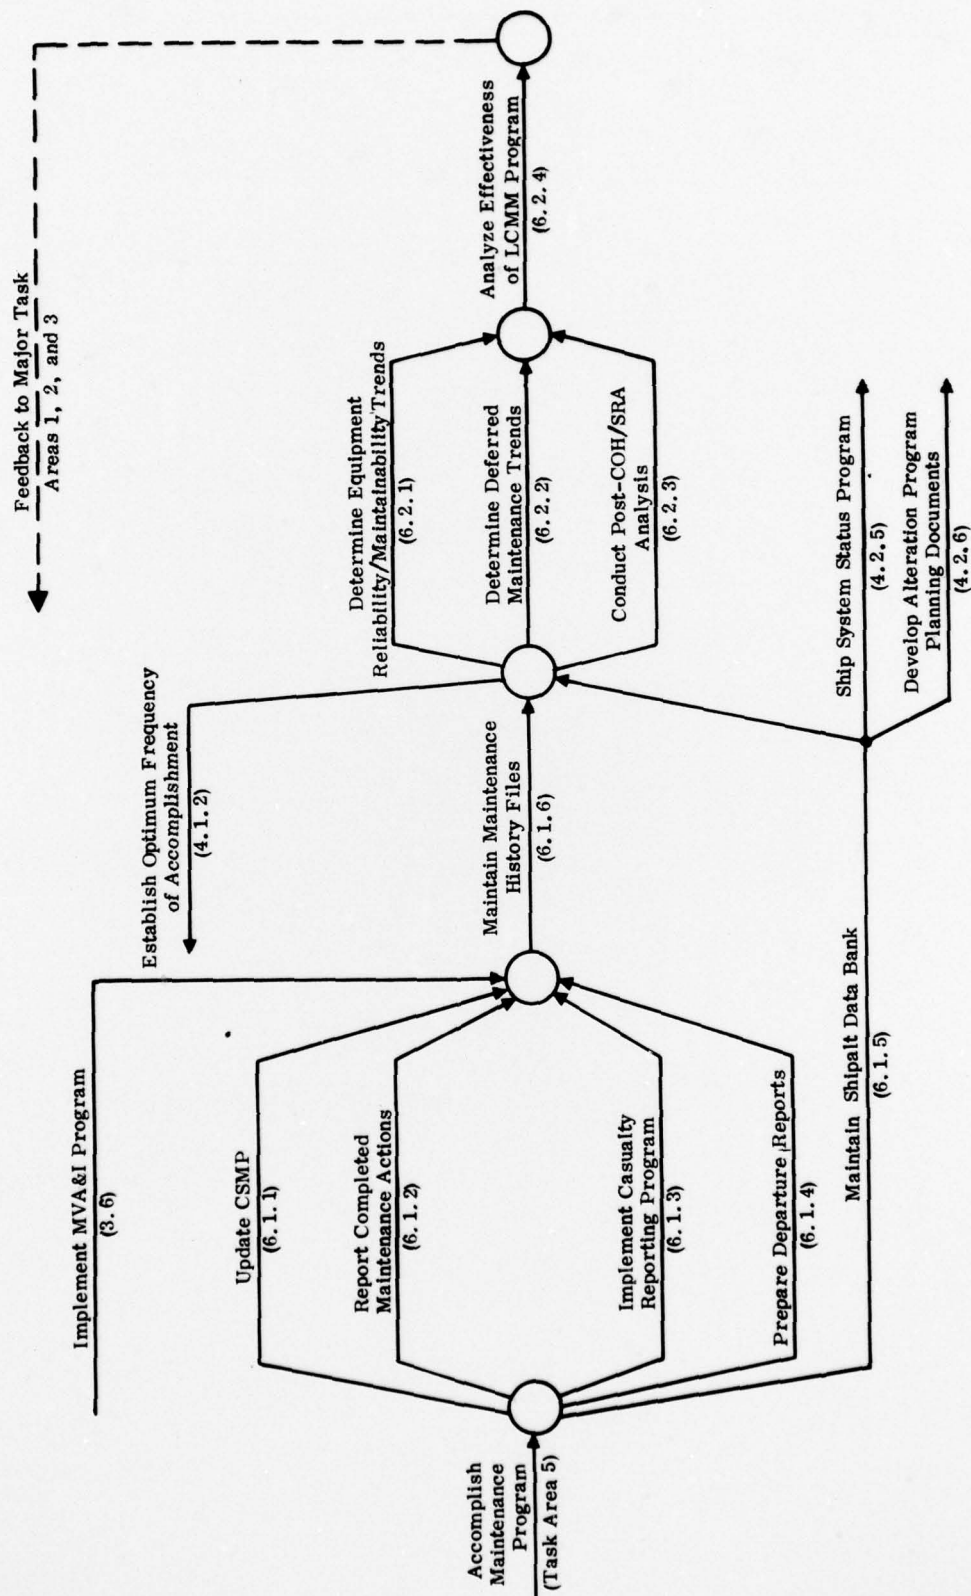 Feedback to Major Task
Areas 1, 2, and 3
Implement MVA&I Program
(3.6)
Establish Optimum Frequency
of Accomplishment
(4.1.2)
Update CSMP
(6.1.1)
Report Completed
Maintenance Actions
(6.1.2)
Accomplish
Maintenance
Program
(Task Area 5)
Implement Casualty
Reporting Program
(6.1.3)
Prepare Departure Reports
(6.1.4)
Maintain Shipalt Data Bank
(6.1.5)
Maintain Maintenance
History Files
(6.1.6)
Determine Equipment
Reliability/Maintainability Trends
(6.2.1)
Determine Deferred
Maintenance Trends
(6.2.2)
Conduct Post-COH/SRA
Analysis
(6.2.3)
Analyze Effectiveness
of LCMM Program
(6.2.4)
Ship System Status Program
(4.2.5)
Develop Alteration Program
Planning Documents
(4.2.6)